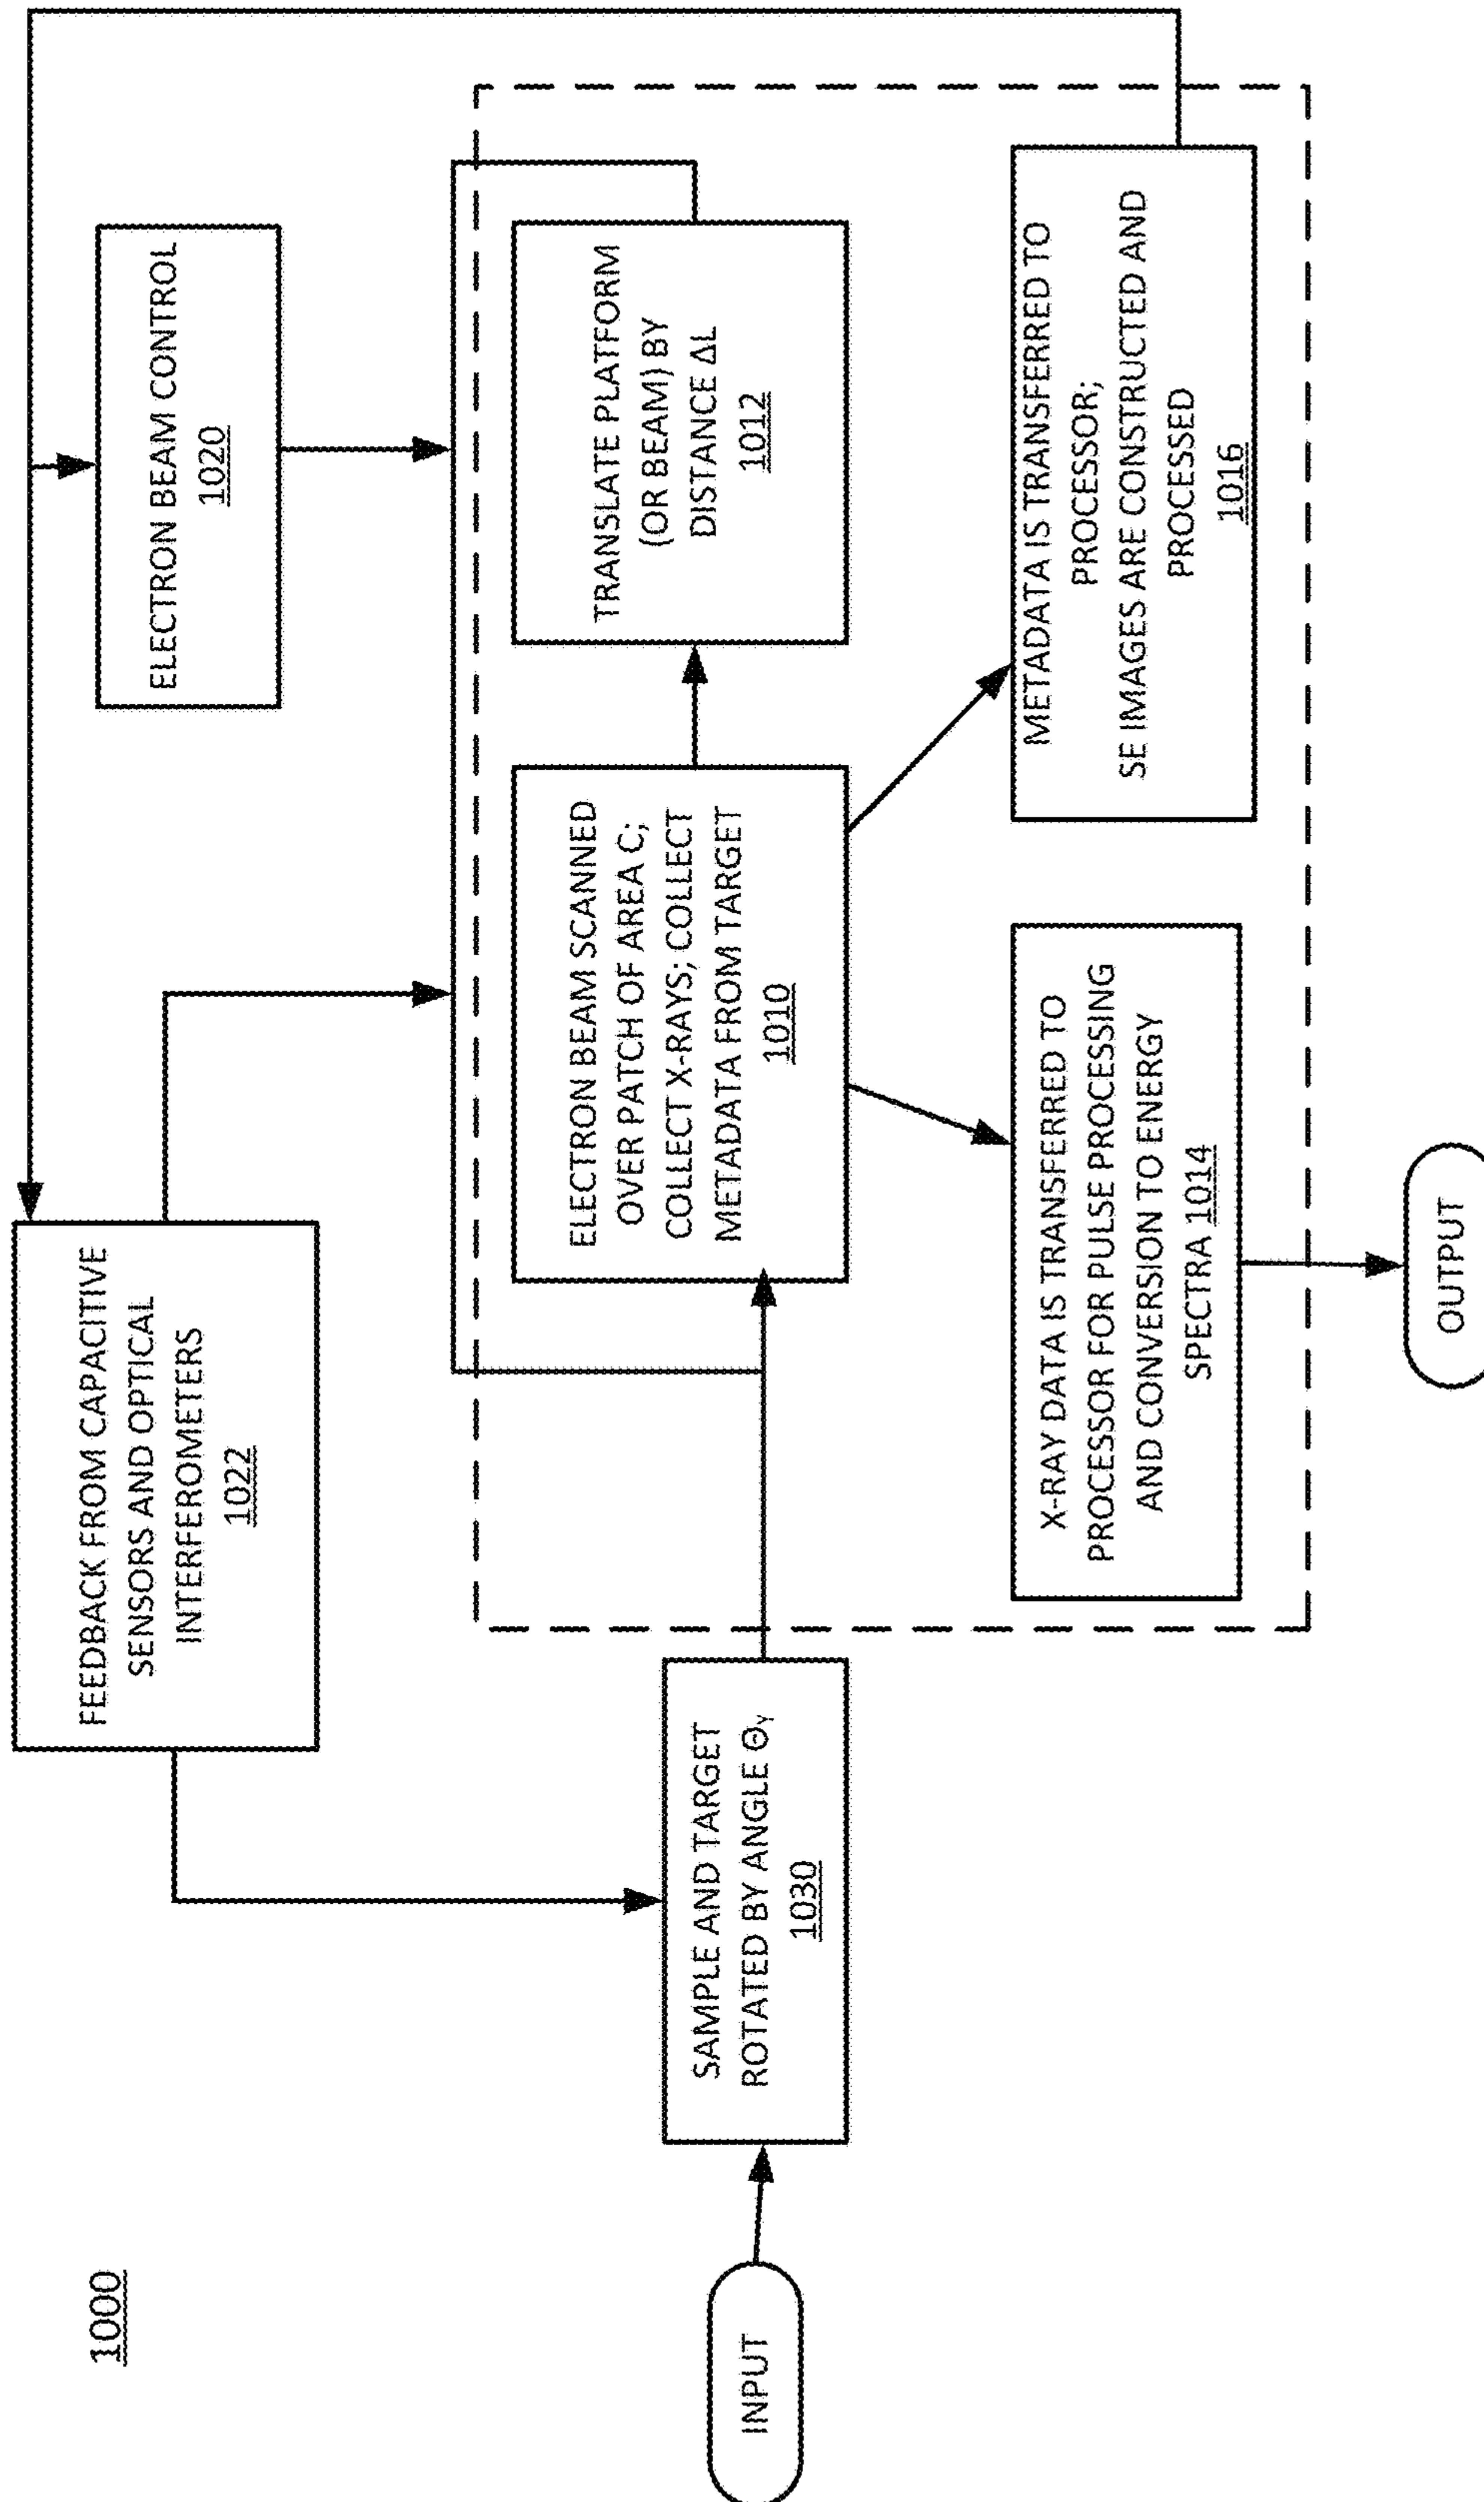 1000
FEEDBACK FROM CAPACITIVE
SENSORS AND OPTICAL
INTERFEROMETERS
1022
ELECTRON BEAM CONTROL
1020
INPUT
SAMPLE AND TARGET
ROTATED BY ANGLE ΘY
1030
ELECTRON BEAM SCANNED
OVER PATCH OF AREA C;
COLLECT X-RAYS; COLLECT
METADATA FROM TARGET
1010
TRANSLATE PLATFORM
(OR BEAM) BY
DISTANCE ΔL
1012
X-RAY DATA IS TRANSFERRED TO
PROCESSOR FOR PULSE PROCESSING
AND CONVERSION TO ENERGY
SPECTRA 1014
METADATA IS TRANSFERRED TO
PROCESSOR;
SE IMAGES ARE CONSTRUCTED AND
PROCESSED
1016
OUTPUT